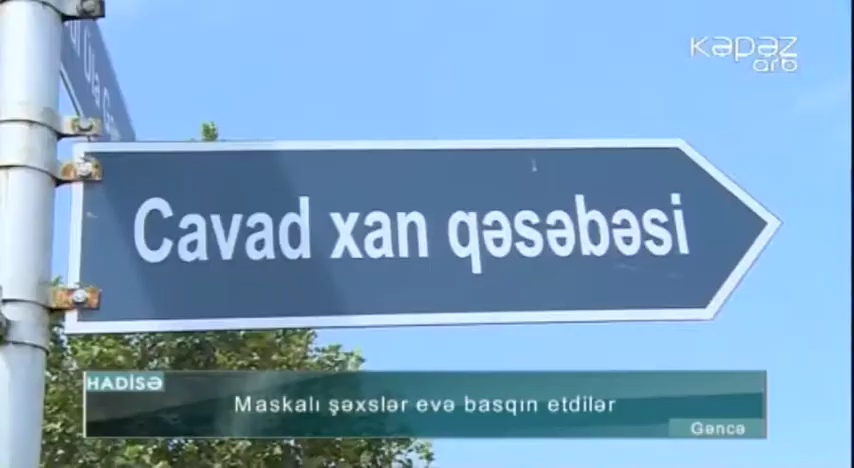 Kəpəz
arb
Cavad xan qəsəbəsi
HADİSƏ
Maskalı şəxslər evə basqın etdilər
Gəncə